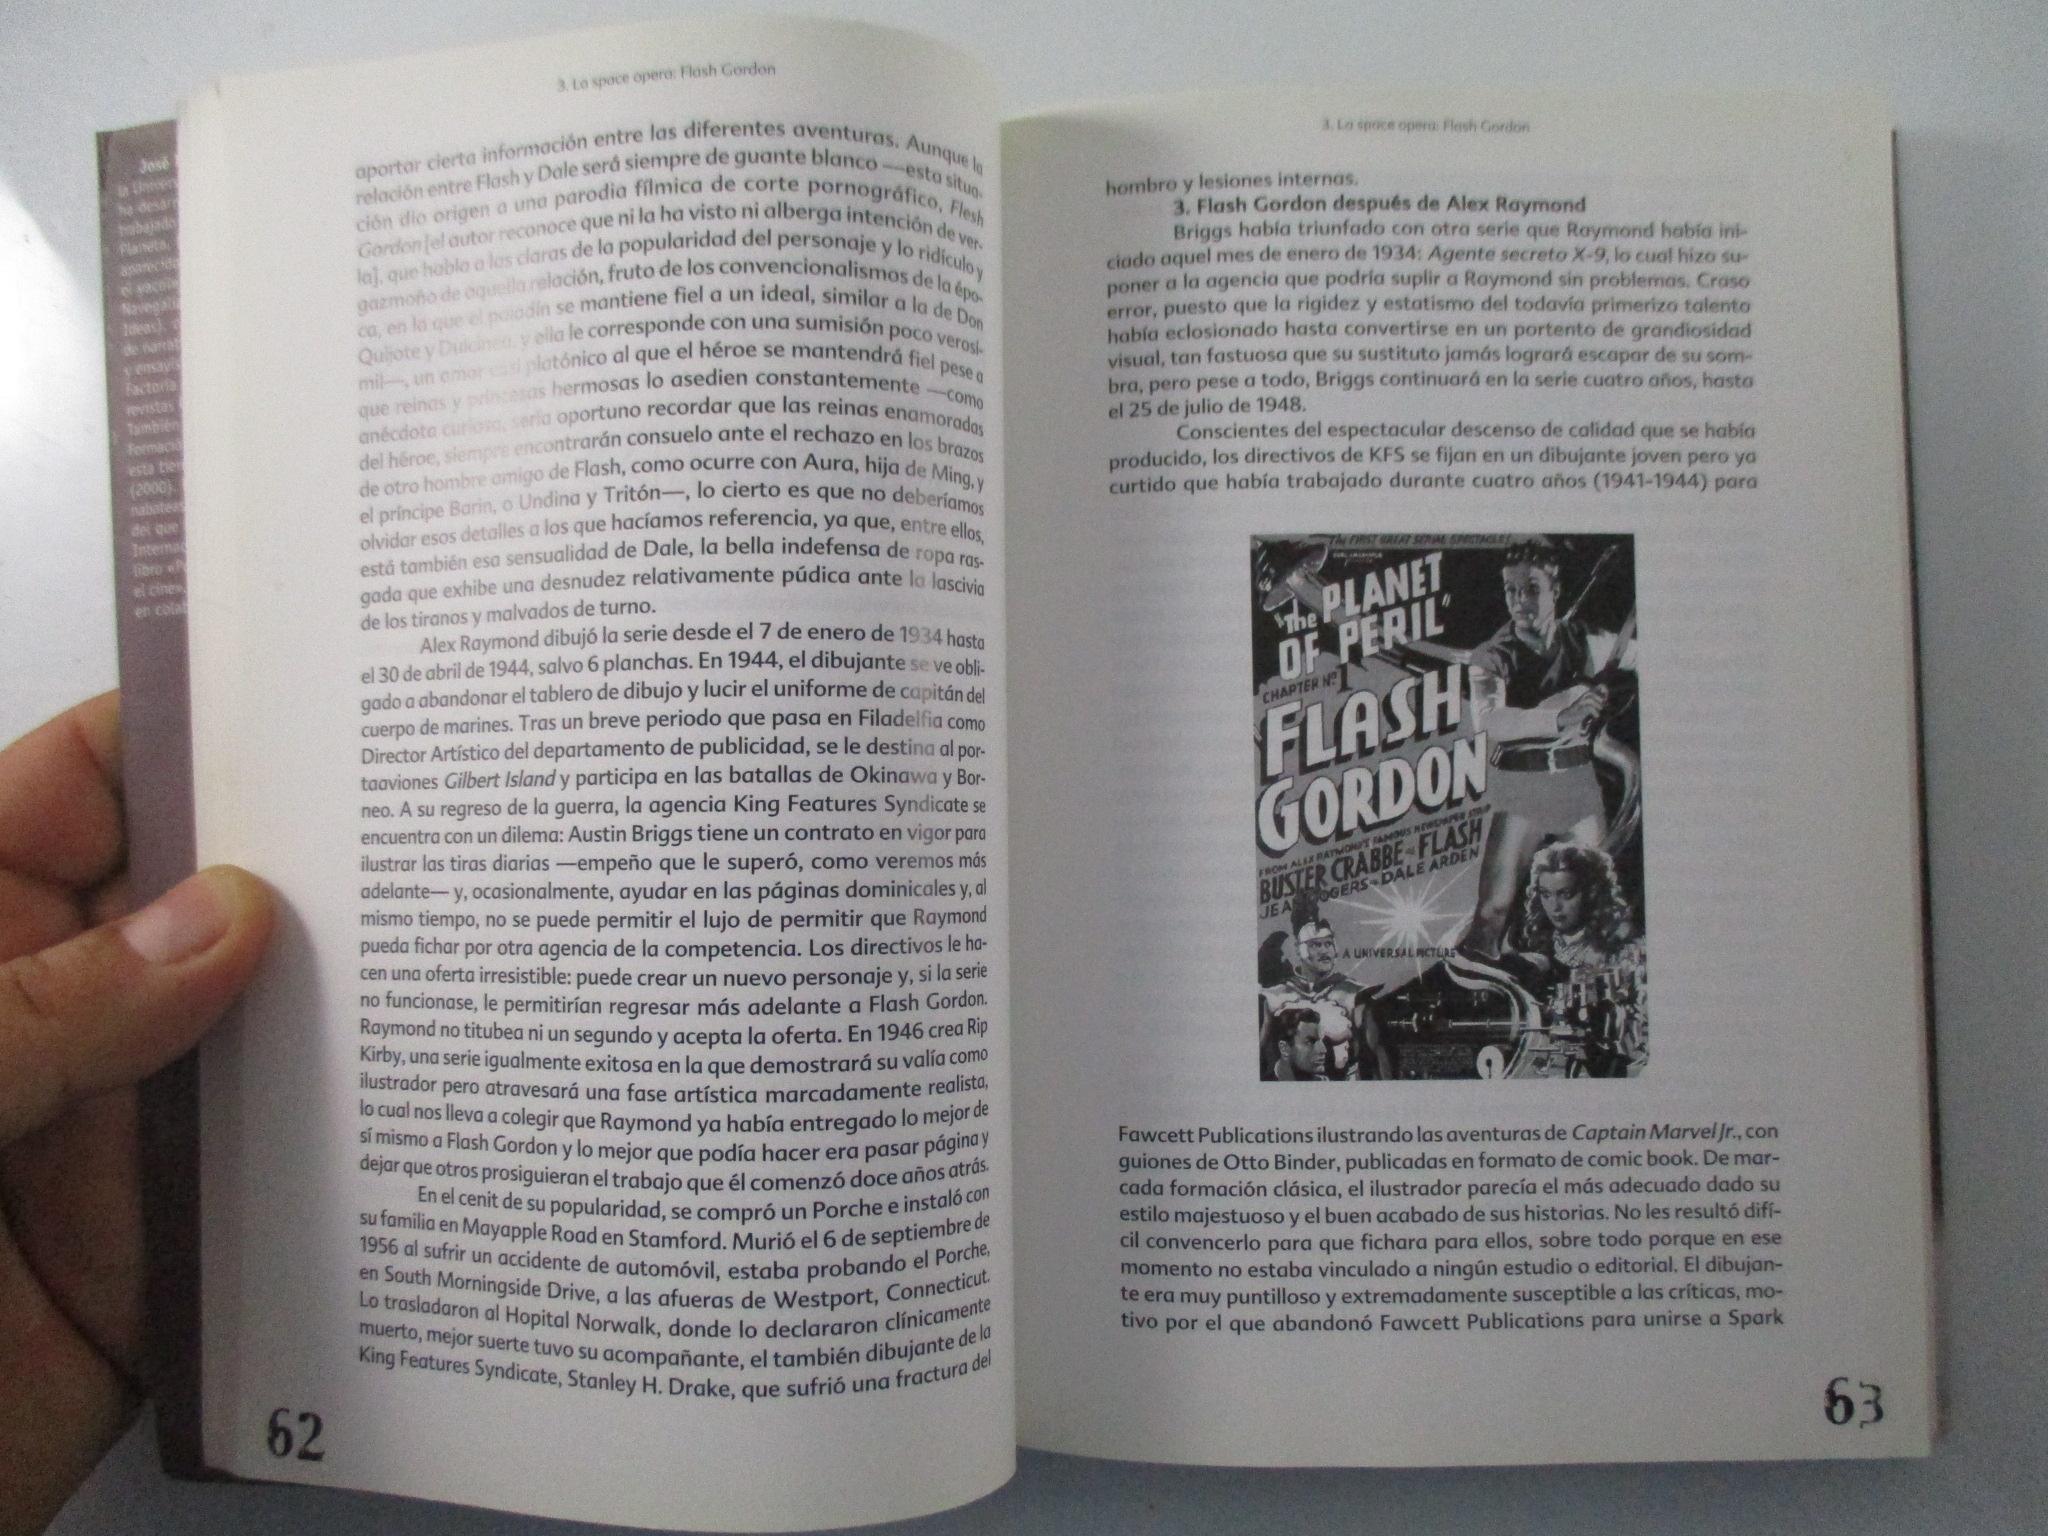 3. La space opera: Flash Gordon
aportar cierta información entre las diferentes aventuras. Aunque la
relación entre Flash y Dale será siempre de guante blanco —esta situa-
ción dio origen a una parodia fílmica de corte pornográfico, Flesh
Gordon [el autor reconoce que ni la ha visto ni alberga intención de ver-
la], que habla a las claras de la popularidad del personaje y lo ridículo y
gazmoño de aquella relación, fruto de los convencionalismos de la épo-
ca, en la que el paladín se mantiene fiel a un ideal, similar a la de Don
Quijote y Dulcinea, y ella le corresponde con una sumisión poco verosí-
mil—, un amor casi platónico al que el héroe se mantendrá fiel pese a
que reinas y princesas hermosas lo asedien constantemente —como
anécdota curiosa, sería oportuno recordar que las reinas enamoradas
del héroe, siempre encontrarán consuelo ante el rechazo en los brazos
de otro hombre amigo de Flash, como ocurre con Aura, hija de Ming, y
el príncipe Barin, o Undina y Tritón—, lo cierto es que no deberíamos
olvidar esos detalles a los que hacíamos referencia, ya que, entre ellos,
está también esa sensualidad de Dale, la bella indefensa de ropa ras-
gada que exhibe una desnudez relativamente púdica ante la lascivia
de los tiranos y malvados de turno.
Alex Raymond dibujó la serie desde el 7 de enero de 1934 hasta
el 30 de abril de 1944, salvo 6 planchas. En 1944, el dibujante se ve obli-
gado a abandonar el tablero de dibujo y lucir el uniforme de capitán del
cuerpo de marines. Tras un breve periodo que pasa en Filadelfia como
Director Artístico del departamento de publicidad, se le destina al por-
taaviones Gilbert Island y participa en las batallas de Okinawa y Bor-
neo. A su regreso de la guerra, la agencia King Features Syndicate se
encuentra con un dilema: Austin Briggs tiene un contrato en vigor para
ilustrar las tiras diarias —empeño que le superó, como veremos más
adelante— y, ocasionalmente, ayudar en las páginas dominicales y, al
mismo tiempo, no se puede permitir el lujo de permitir que Raymond
pueda fichar por otra agencia de la competencia. Los directivos le ha-
cen una oferta irresistible: puede crear un nuevo personaje y, si la serie
no funcionase, le permitirían regresar más adelante a Flash Gordon.
Raymond no titubea ni un segundo y acepta la oferta. En 1946 crea Rip
Kirby, una serie igualmente exitosa en la que demostrará su valía como
ilustrador pero atravesará una fase artística marcadamente realista,
lo cual nos lleva a colegir que Raymond ya había entregado lo mejor de
sí mismo a Flash Gordon y lo mejor que podía hacer era pasar página y
dejar que otros prosiguieran el trabajo que él comenzó doce años atrás.
En el cenit de su popularidad, se compró un Porche e instaló con
su familia en Mayapple Road en Stamford. Murió el 6 de septiembre de
1956 al sufrir un accidente de automóvil, estaba probando el Porche,
en South Morningside Drive, a las afueras de Westport, Connecticut.
Lo trasladaron al Hopital Norwalk, donde lo declararon clínicamente
muerto, mejor suerte tuvo su acompañante, el también dibujante de la
King Features Syndicate, Stanley H. Drake, que sufrió una fractura del
62
3. La space opera: Flash Gordon
hombro y lesiones internas.
3. Flash Gordon después de Alex Raymond
Briggs había triunfado con otra serie que Raymond había ini-
ciado aquel mes de enero de 1934: Agente secreto X-9, lo cual hizo su-
poner a la agencia que podría suplir a Raymond sin problemas. Craso
error, puesto que la rigidez y estatismo del todavía primerizo talento
había eclosionado hasta convertirse en un portento de grandiosidad
visual, tan fastuosa que su sustituto jamás logrará escapar de su som-
bra, pero pese a todo, Briggs continuará en la serie cuatro años, hasta
el 25 de julio de 1948.
Conscientes del espectacular descenso de calidad que se había
producido, los directivos de KFS se fijan en un dibujante joven pero ya
curtido que había trabajado durante cuatro años (1941-1944) para
THE FIRST GREAT SERIAL SPECTACLE!
"The PLANET
OF PERIL"
CHAPTER Nº 1
FLASH
GORDON
FROM ALEX RAYMOND'S FAMOUS NEWSPAPER STRIP
BUSTER CRABBE FLASH
JEAN ROGERS DALE ARDEN
A UNIVERSAL PICTURE
Fawcett Publications ilustrando las aventuras de Captain Marvel Jr., con
guiones de Otto Binder, publicadas en formato de comic book. De mar-
cada formación clásica, el ilustrador parecía el más adecuado dado su
estilo majestuoso y el buen acabado de sus historias. No les resultó difí-
cil convencerlo para que fichara para ellos, sobre todo porque en ese
momento no estaba vinculado a ningún estudio o editorial. El dibujan-
te era muy puntilloso y extremadamente susceptible a las críticas, mo-
tivo por el que abandonó Fawcett Publications para unirse a Spark
63
José
la Univers
ha desarr
trabajado
Planeta,
aparecido
el yacu
Navegan
Ideas),
de narrat
y ensayis
Factoría
revistas
También
formació
esta tier
(2000).
nabateas
del que
Internac
libro «P
el cine».
en colab